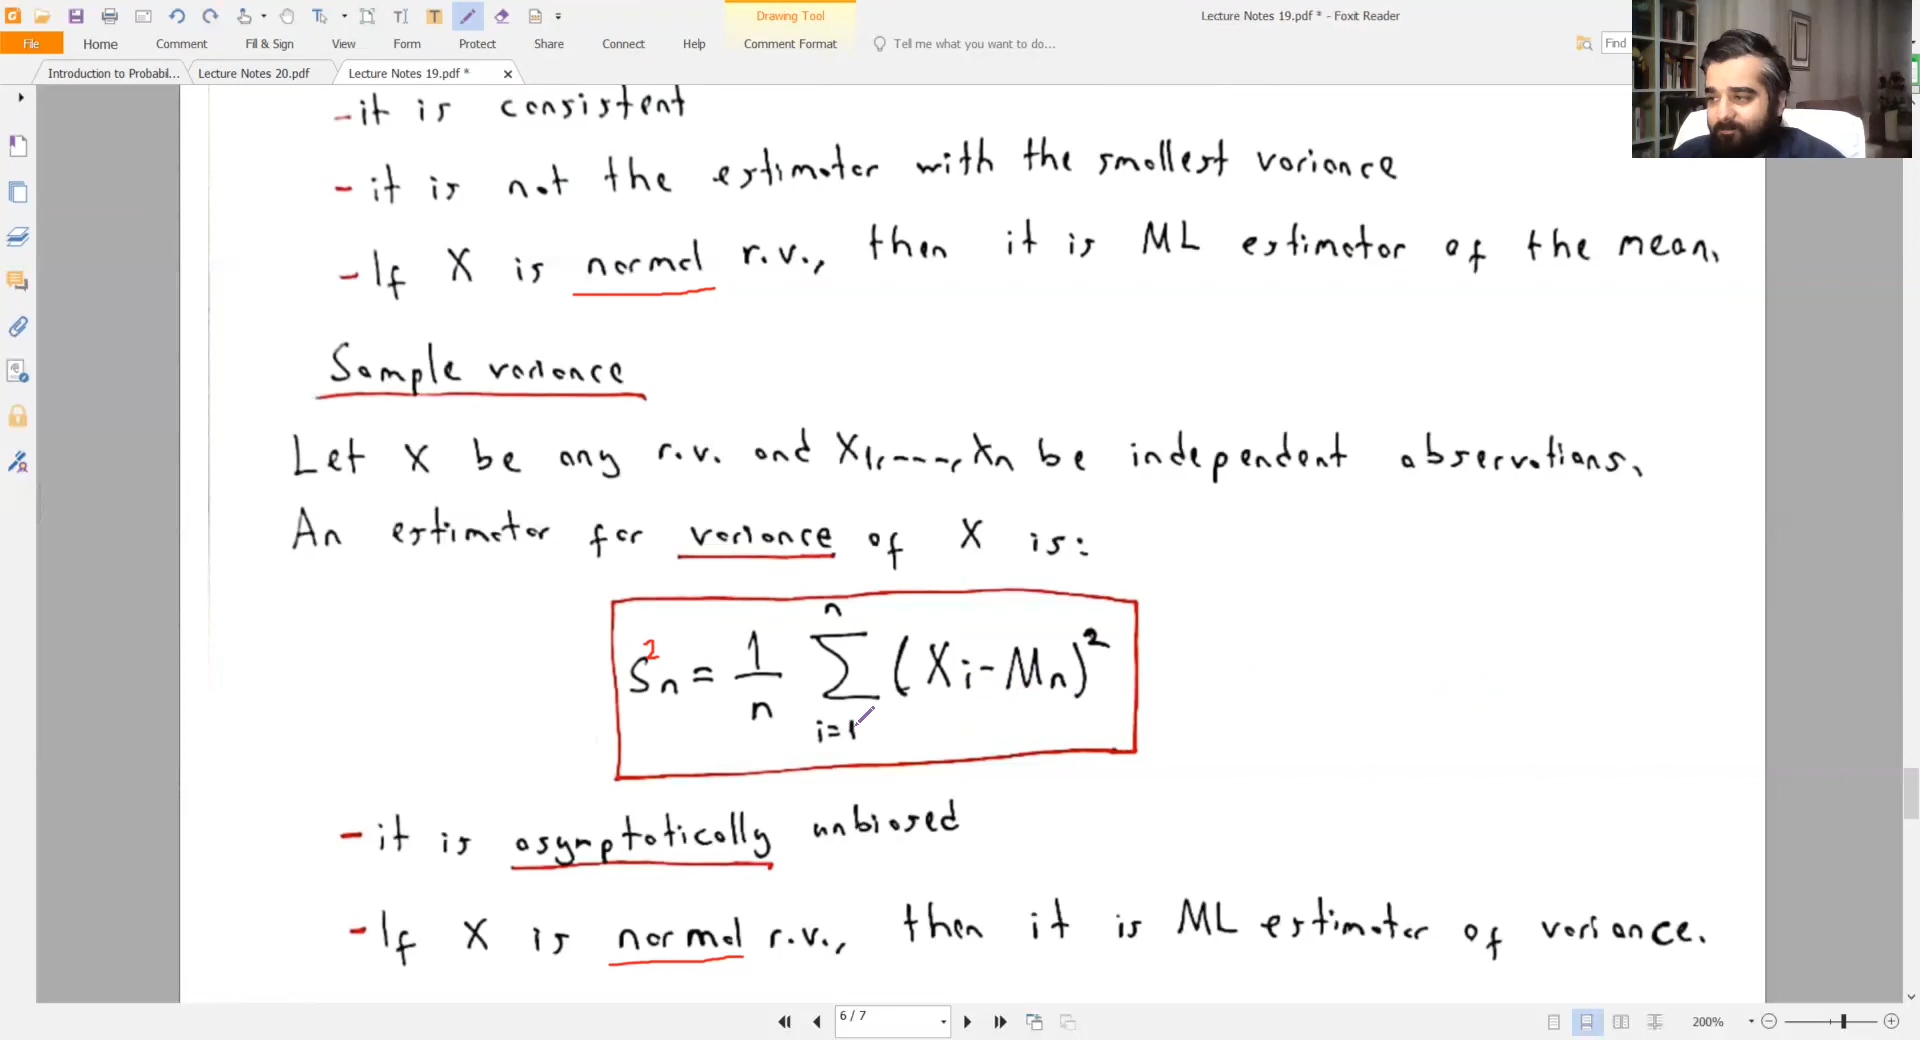 Drawing Tool
Lecture Notes 19.pdf * - Foxit Reader
File Home Comment Fill & Sign View Form Protect Share Connect Help Comment Format Tell me what you want to do... Find
Introduction to Probabil... Lecture Notes 20.pdf Lecture Notes 19.pdf *
- it is consistent
- it is not the estimator with the smallest variance
- If X is normal r.v., then it is ML estimator of the mean.
Sample variance
Let X be any r.v. and X1,----, Xn be independent observations.
An estimator for variance of X is:
S²n = 1/n Σ i=1 n (Xi - Mn)²
- it is asymptotically unbiased
- If X is normal r.v., then it is ML estimator of variance.
6 / 7
200%